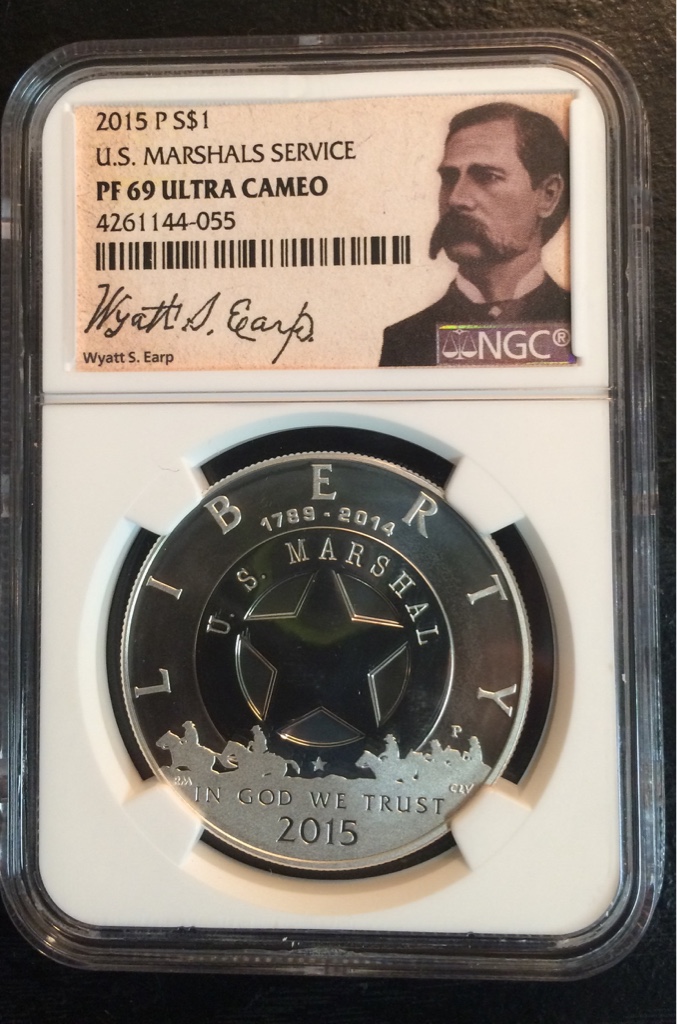 2015 P S$1
U.S. MARSHALS SERVICE
PF 69 ULTRA CAMEO
4261144-055
Wyatt S. Earp.
Wyatt S. Earp
NGC®
LIBERTY
1789-2014
U.S. MARSHAL
P
IN GOD WE TRUST
2015